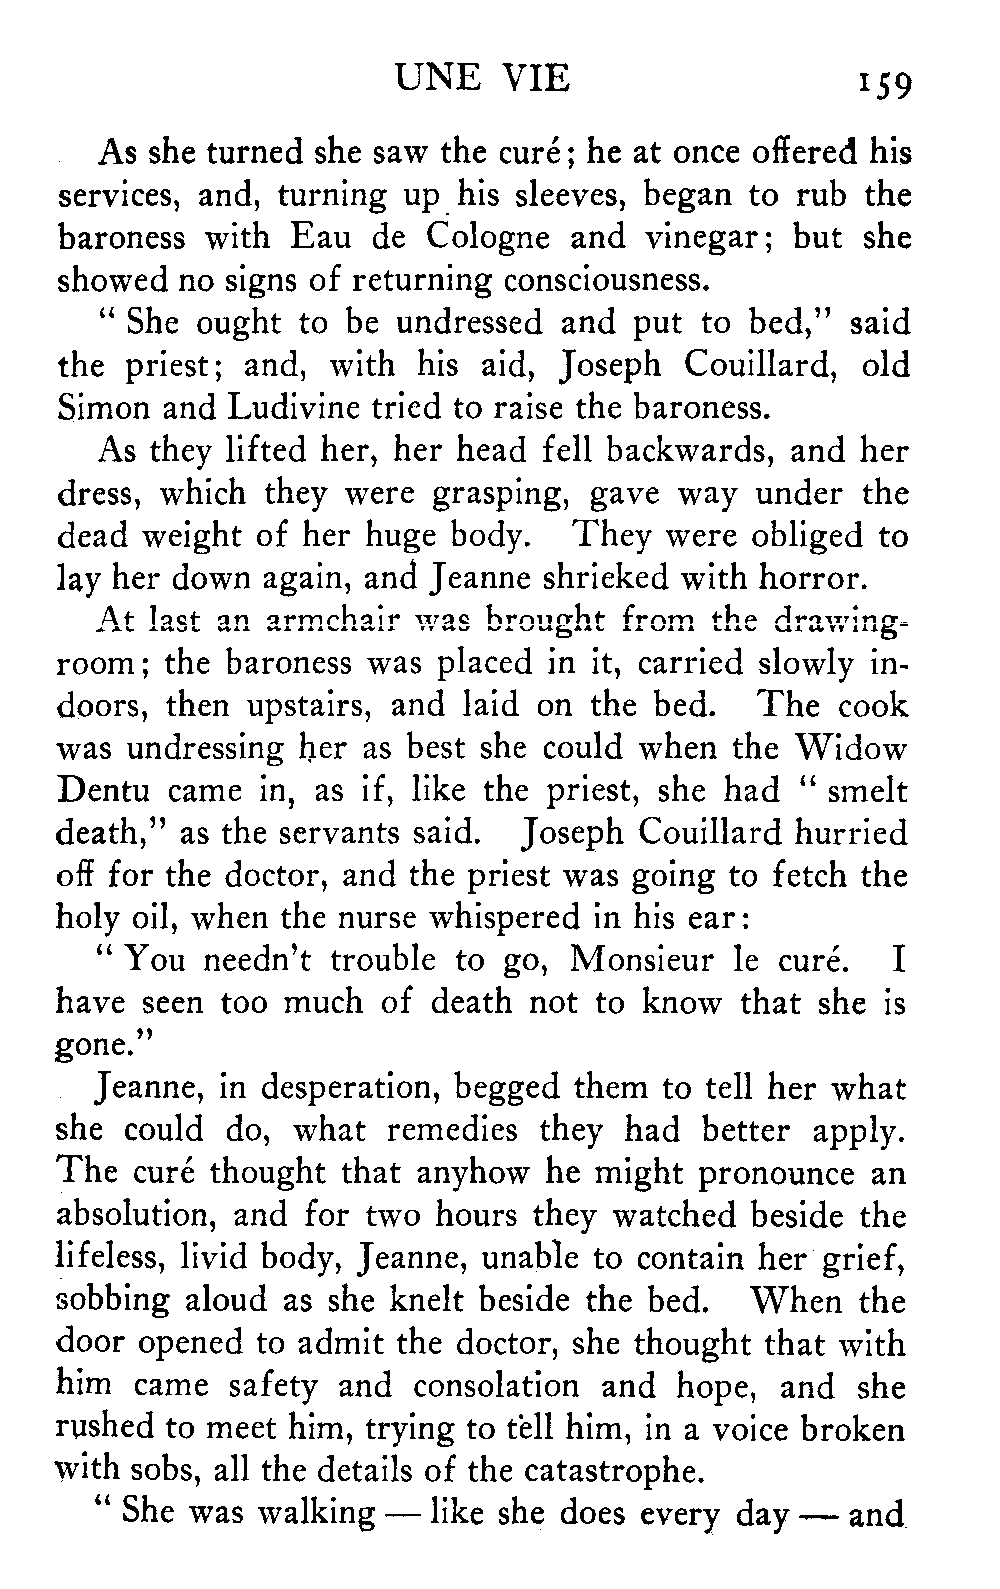 UNE VIE 159
As she turned she saw the curé; he at once offered his
services, and, turning up his sleeves, began to rub the
baroness with Eau de Cologne and vinegar; but she
showed no signs of returning consciousness.
" She ought to be undressed and put to bed," said
the priest; and, with his aid, Joseph Couillard, old
Simon and Ludivine tried to raise the baroness.
As they lifted her, her head fell backwards, and her
dress, which they were grasping, gave way under the
dead weight of her huge body. They were obliged to
lay her down again, and Jeanne shrieked with horror.
At last an armchair was brought from the drawing-
room; the baroness was placed in it, carried slowly in-
doors, then upstairs, and laid on the bed. The cook
was undressing her as best she could when the Widow
Dentu came in, as if, like the priest, she had " smelt
death," as the servants said. Joseph Couillard hurried
off for the doctor, and the priest was going to fetch the
holy oil, when the nurse whispered in his ear:
" You needn't trouble to go, Monsieur le curé. I
have seen too much of death not to know that she is
gone."
Jeanne, in desperation, begged them to tell her what
she could do, what remedies they had better apply.
The curé thought that anyhow he might pronounce an
absolution, and for two hours they watched beside the
lifeless, livid body, Jeanne, unable to contain her grief,
sobbing aloud as she knelt beside the bed. When the
door opened to admit the doctor, she thought that with
him came safety and consolation and hope, and she
rushed to meet him, trying to tell him, in a voice broken
with sobs, all the details of the catastrophe.
" She was walking — like she does every day — and